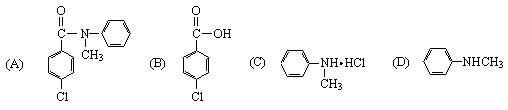 (A) O C N CH₃ Cl
(B) O C OH Cl
(C) NH•HCl CH₃
(D) NHCH₃